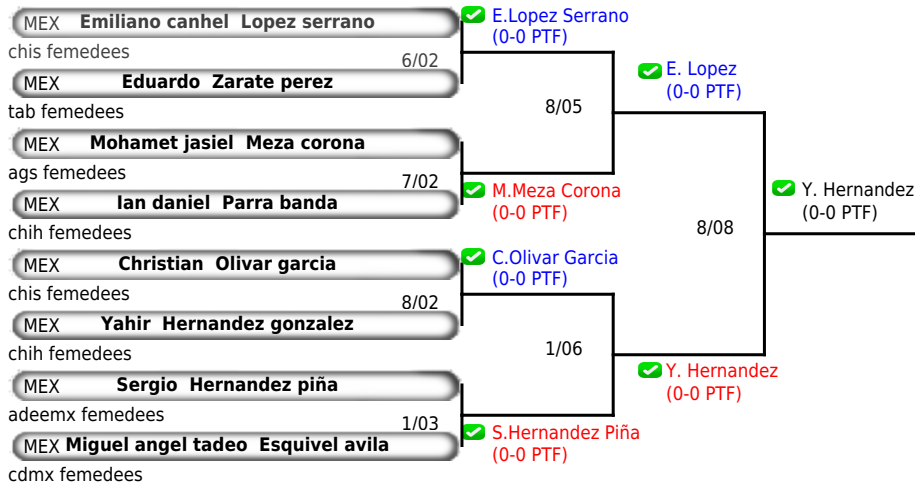 MEX Emiliano canhel Lopez serrano
chis femedees
6/02
MEX Eduardo Zarate perez
tab femedees
MEX Mohamet jasiel Meza corona
ags femedees
7/02
MEX Ian daniel Parra banda
chih femedees
MEX Christian Olivar garcia
chis femedees
8/02
MEX Yahir Hernandez gonzalez
chih femedees
MEX Sergio Hernandez piña
adeemx femedees
1/03
MEX Miguel angel tadeo Esquivel avila
cdmx femedees
E.Lopez Serrano
(0-0 PTF)
8/05
M.Meza Corona
(0-0 PTF)
C.Olivar Garcia
(0-0 PTF)
1/06
S.Hernandez Piña
(0-0 PTF)
E. Lopez
(0-0 PTF)
8/08
Y. Hernandez
(0-0 PTF)
Y. Hernandez
(0-0 PTF)